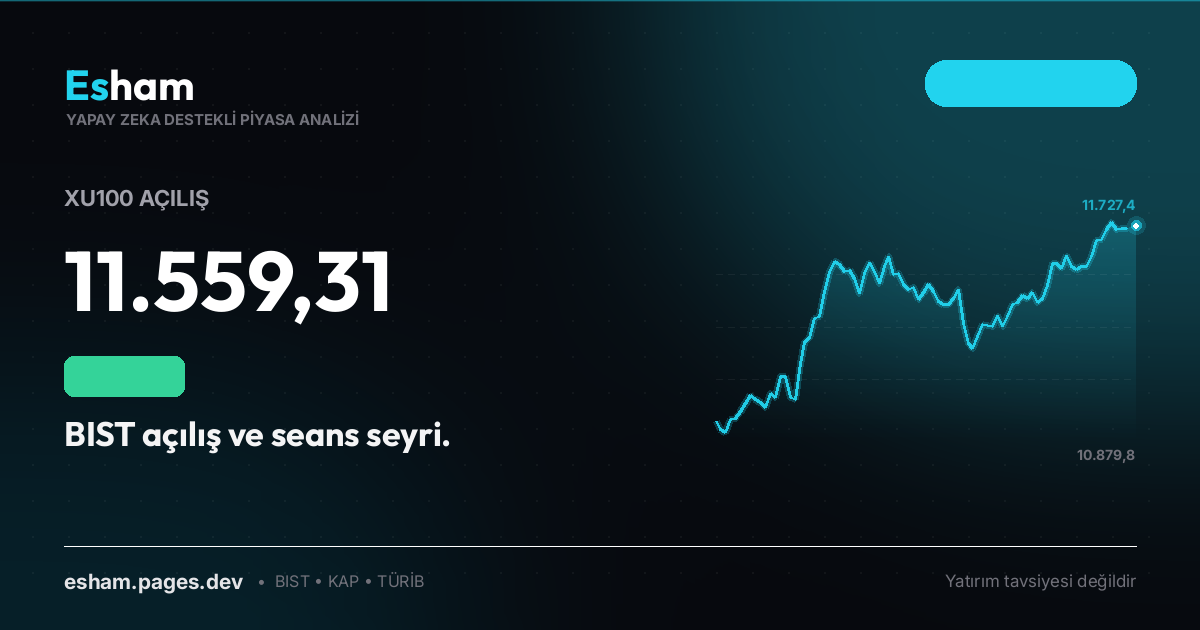 Esham
YAPAY ZEKA DESTEKLİ PİYASA ANALİZİ
XU100 AÇILIŞ
11.559,31
BIST açılış ve seans seyri.
11.727,4
10.879,8
esham.pages.dev • BIST • KAP • TÜRİB
Yatırım tavsiyesi değildir